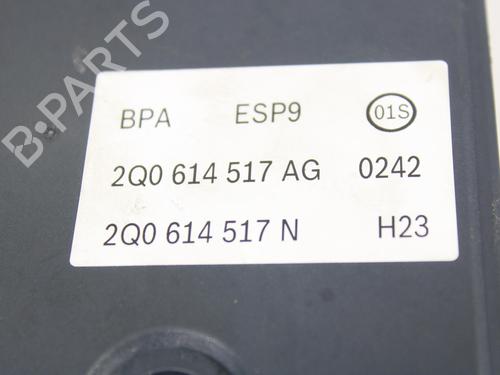 B·PARTS
BPA ESP9 01S
2Q0 614 517 AG 0242
2Q0 614 517 N H23